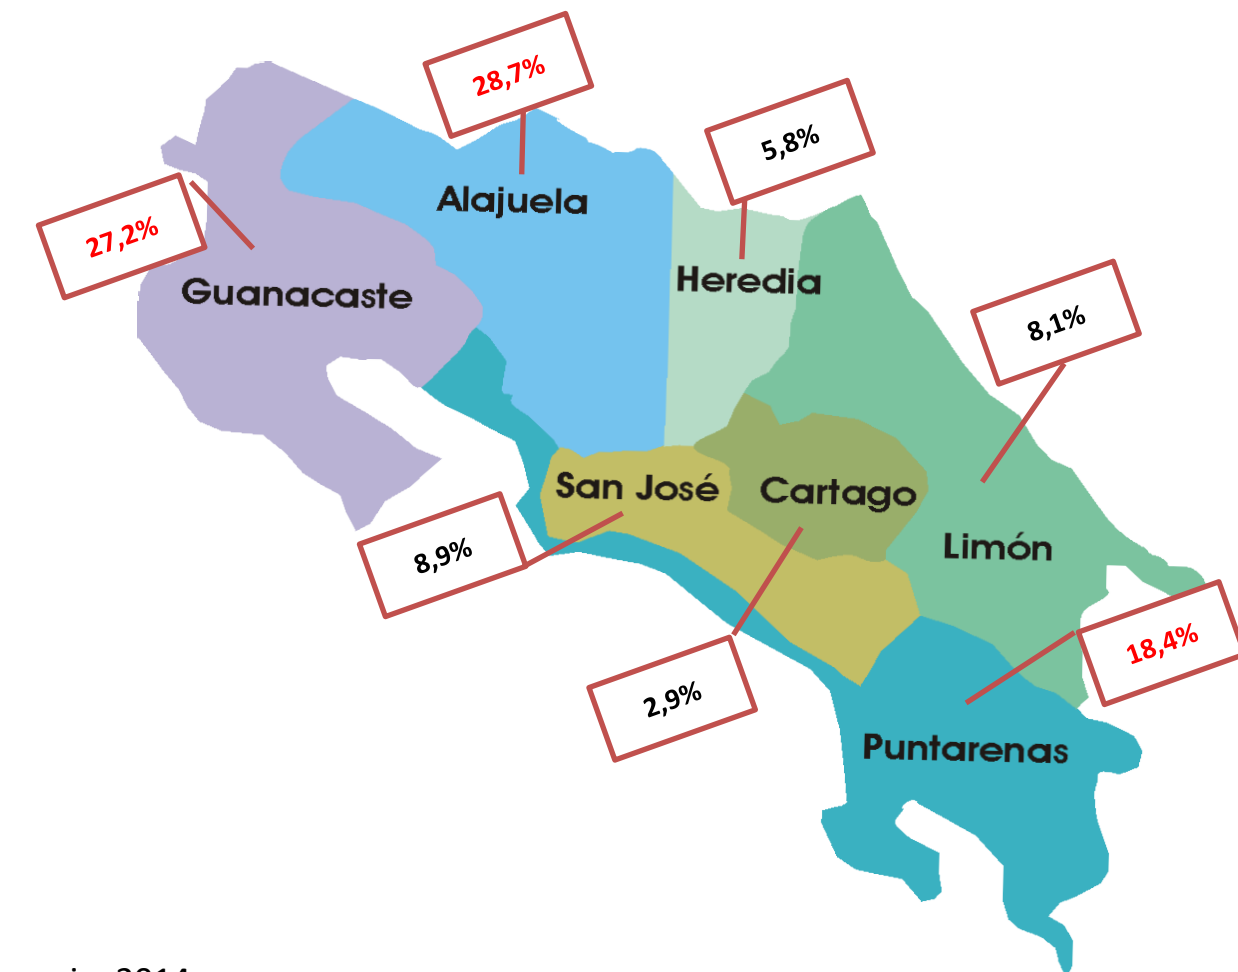 28,7%
5,8%
Alajuela
27,2%
Heredia
Guanacaste
8,1%
San José
Cartago
8,9%
Limón
18,4%
2,9%
Puntarenas
2014